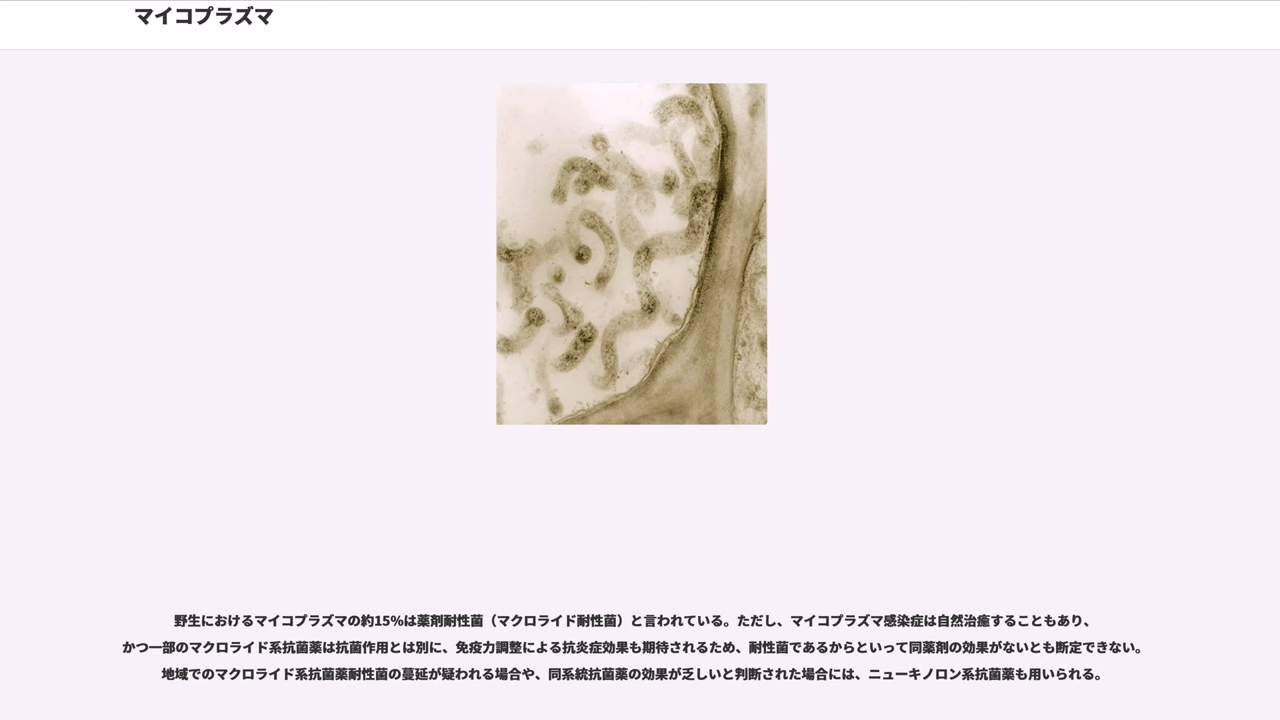 マイコプラズマ
野生におけるマイコプラズマの約15%は薬剤耐性菌（マクロライド耐性菌）と言われている。ただし、マイコプラズマ感染症は自然治癒することもあり、
かつ一部のマクロライド系抗菌薬は抗菌作用とは別に、免疫力調整による抗炎症効果も期待されるため、耐性菌であるからといって同薬剤の効果がないとも断定できない。
地域でのマクロライド系抗菌薬耐性菌の蔓延が疑われる場合や、同系統抗菌薬の効果が乏しいと判断された場合には、ニューキノロン系抗菌薬も用いられる。